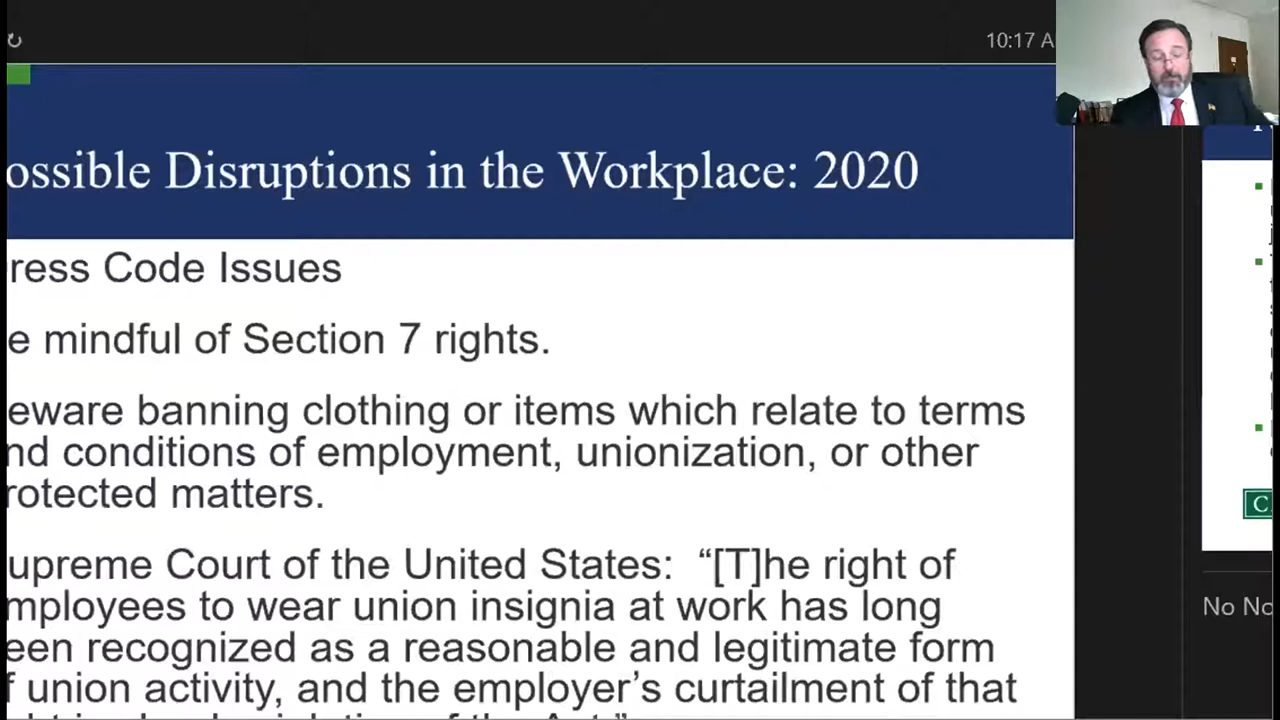 10:17 A
ossible Disruptions in the Workplace: 2020
ress Code Issues
e mindful of Section 7 rights.
eware banning clothing or items which relate to terms
nd conditions of employment, unionization, or other
rotected matters.
upreme Court of the United States: “[T]he right of
mployees to wear union insignia at work has long
een recognized as a reasonable and legitimate form
f union activity, and the employer’s curtailment of that
C
No No